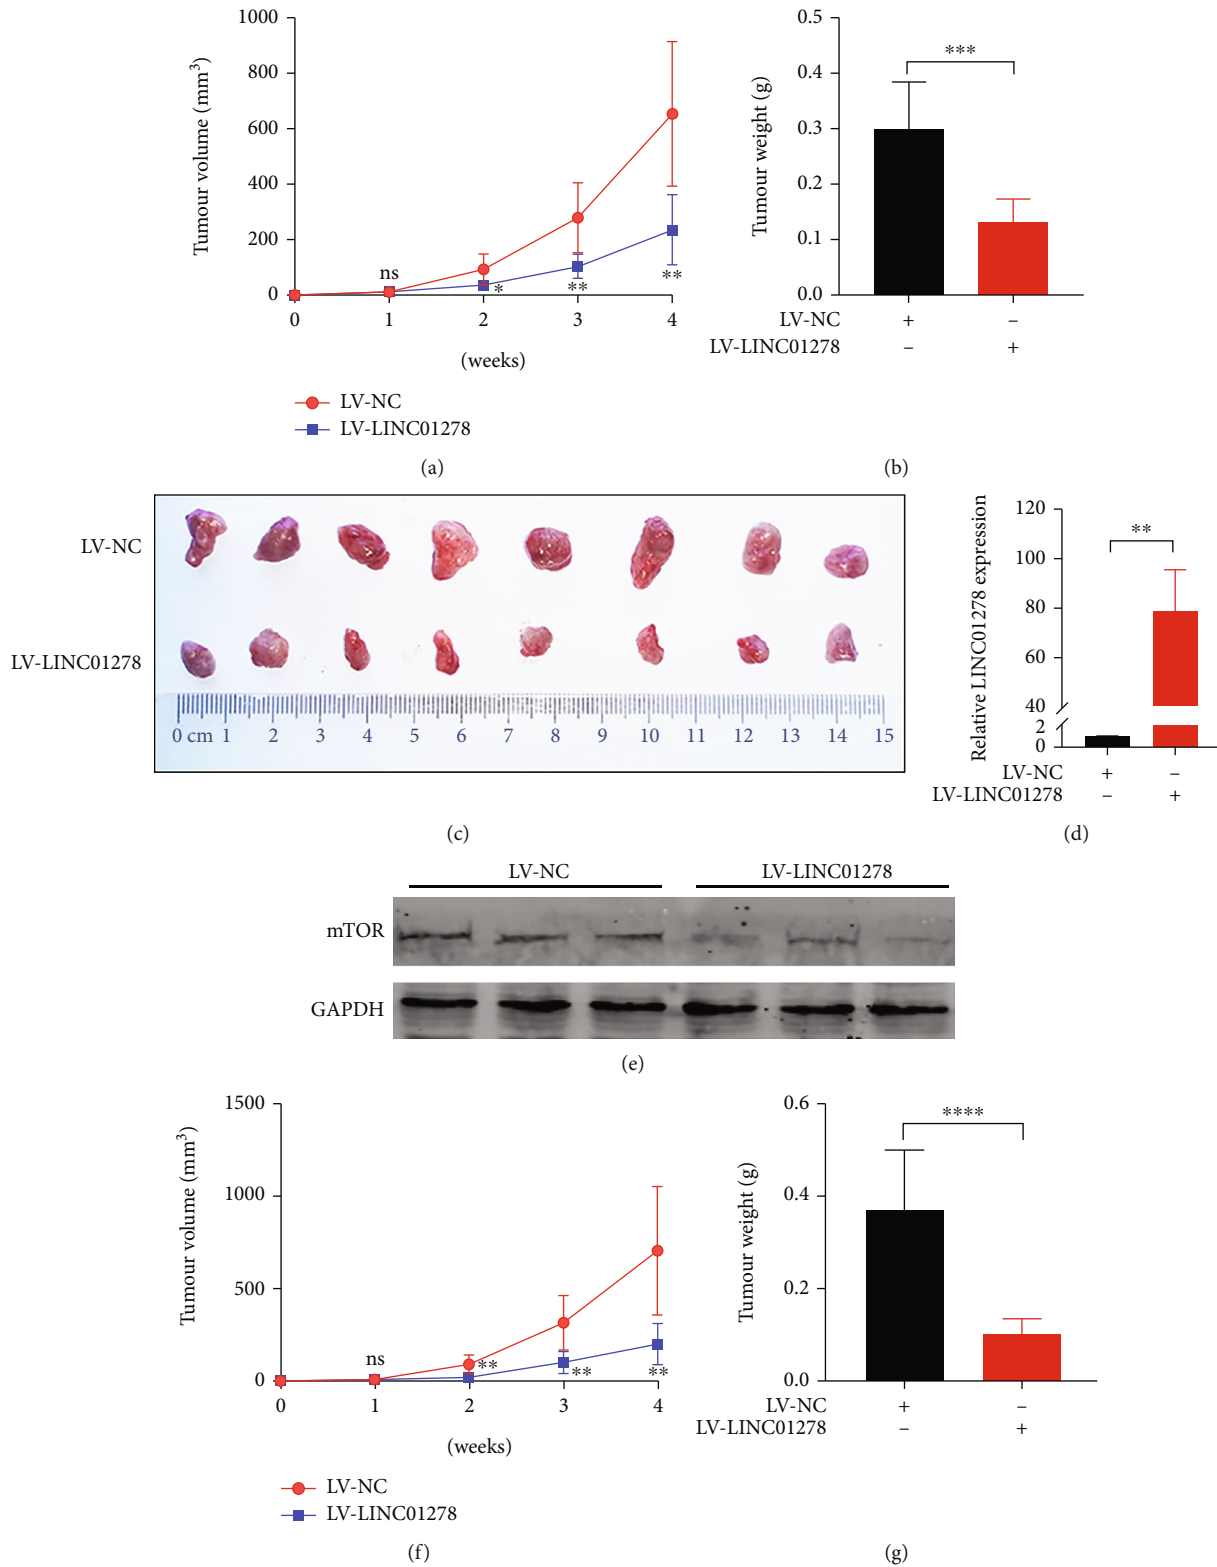 1000
800
600
400
200
0
Tumour volume (mm³)
ns
*
**
**
0 1 2 3 4
(weeks)
LV-NC
LV-LINC01278
(a)
0.5
0.4
0.3
0.2
0.1
0.0
Tumour weight (g)
***
LV-NC + –
LV-LINC01278 – +
(b)
LV-NC
LV-LINC01278
0 cm 1 2 3 4 5 6 7 8 9 10 11 12 13 14 15
(c)
120
100
80
60
40
2
0
Relative LINC01278 expression
**
LV-NC + –
LV-LINC01278 – +
(d)
LV-NC LV-LINC01278
mTOR
GAPDH
(e)
1500
1000
500
0
Tumour volume (mm³)
ns
**
**
**
0 1 2 3 4
(weeks)
LV-NC
LV-LINC01278
(f)
0.6
0.4
0.2
0.0
Tumour weight (g)
****
LV-NC + –
LV-LINC01278 – +
(g)